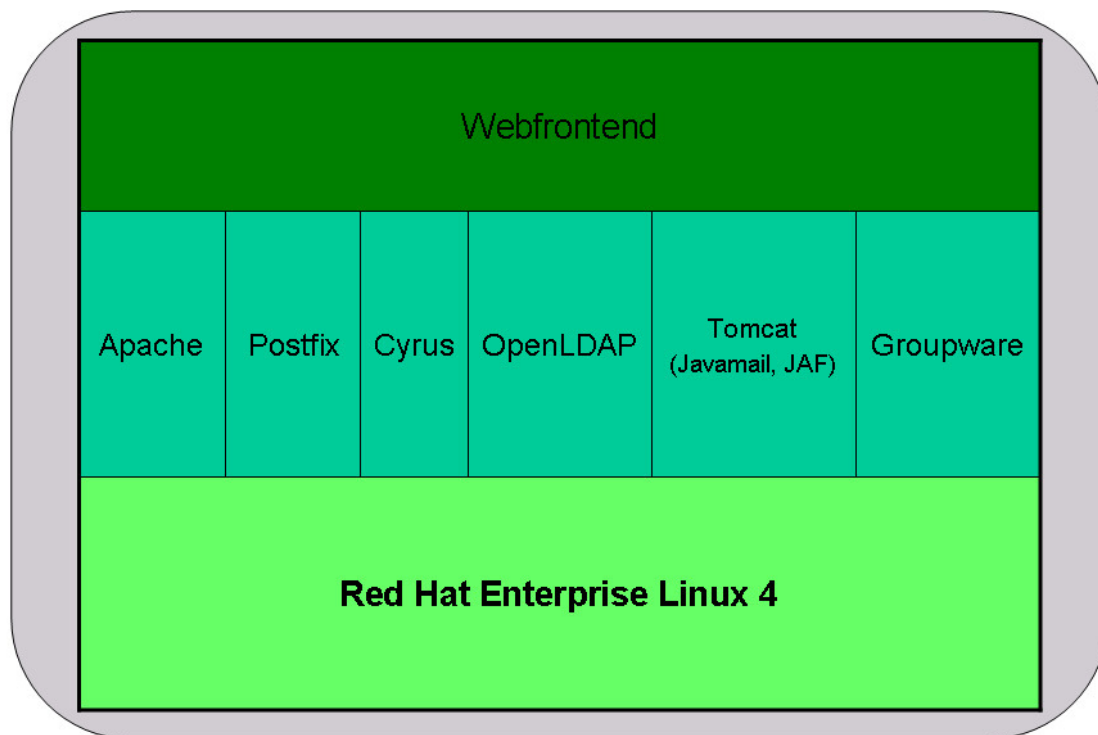 Webfrontend
Apache
Postfix
Cyrus
OpenLDAP
Tomcat
(Javamail, JAF)
Groupware
Red Hat Enterprise Linux 4